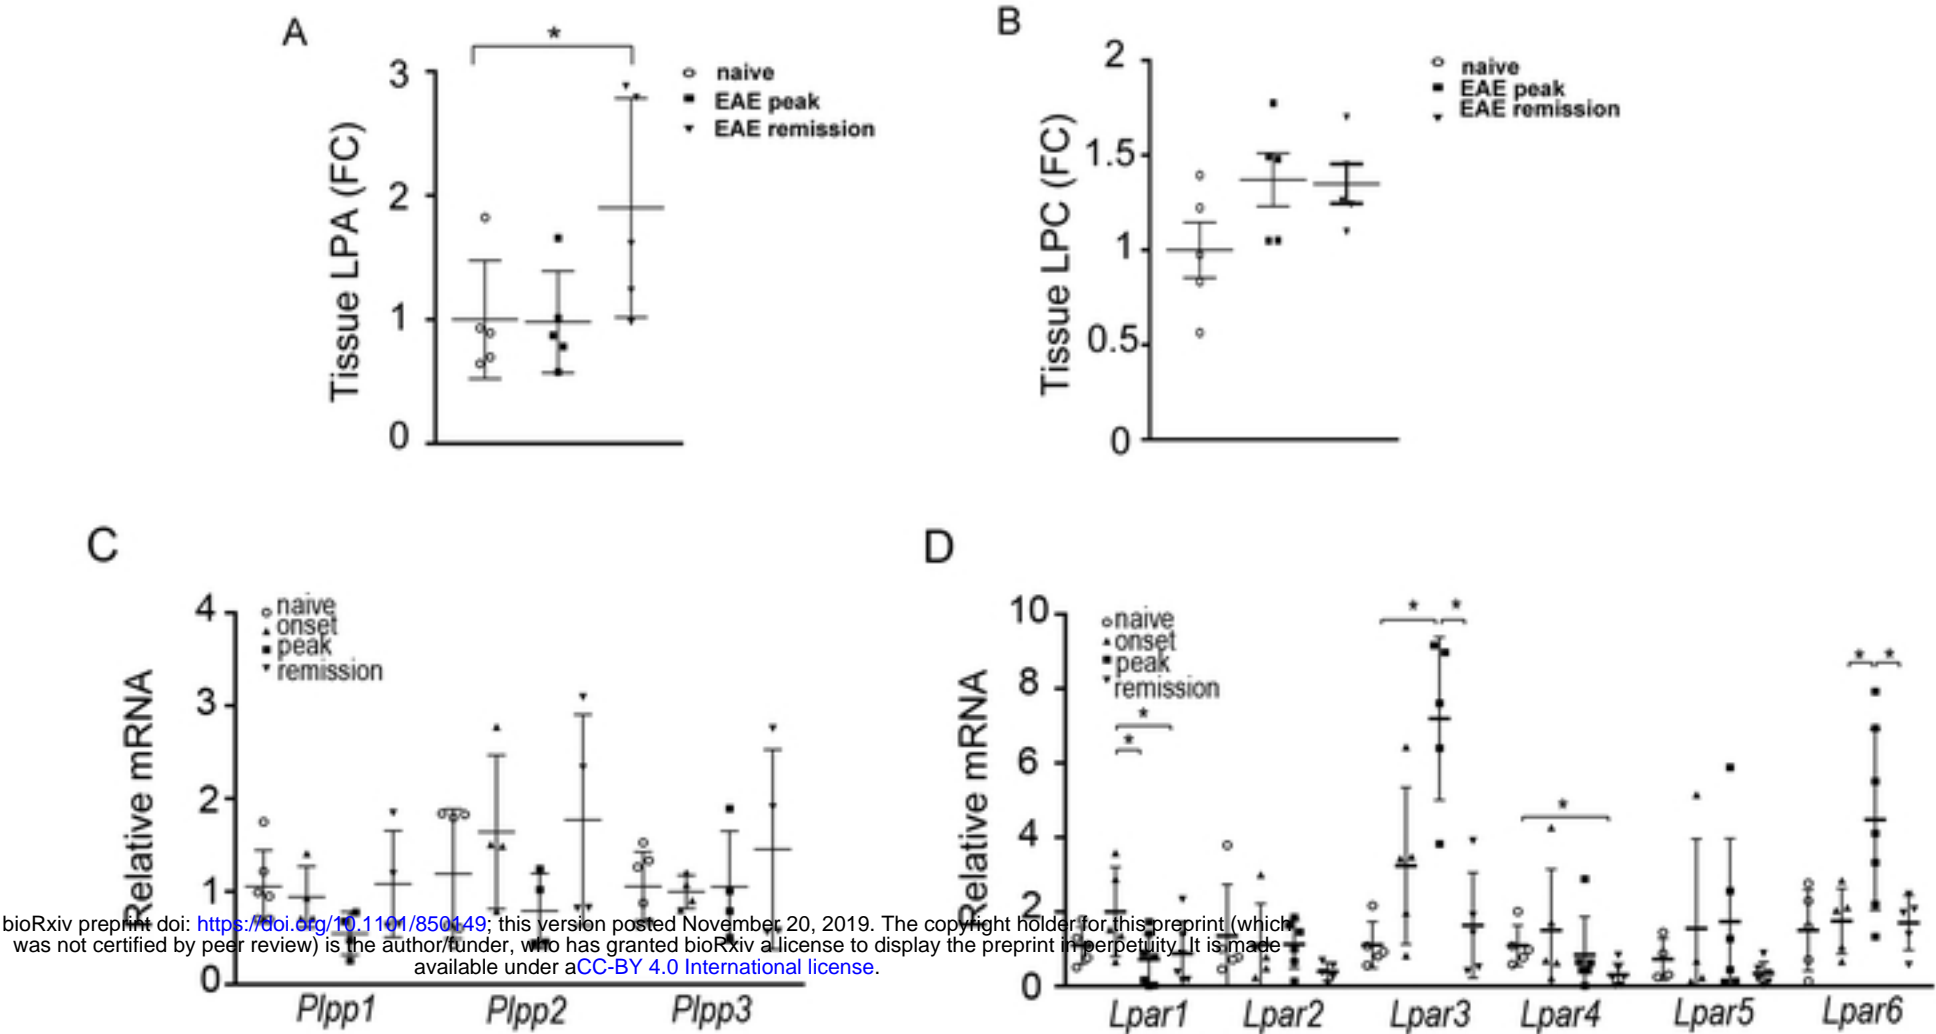 A
*
3
2
1
0
Tissue LPA (FC)
naive
EAE peak
EAE remission
B
2
1.5
1
0.5
0
Tissue LPC (FC)
naive
EAE peak
EAE remission
C
4
3
2
1
0
Relative mRNA
naive
onset
peak
remission
Plpp1 Plpp2 Plpp3
D
10
8
6
4
2
0
Relative mRNA
naive
onset
peak
remission
*
*
* *
*
* *
Lpar1 Lpar2 Lpar3 Lpar4 Lpar5 Lpar6
bioRxiv preprint doi: https://doi.org/10.1101/850149; this version posted November 20, 2019. The copyright holder for this preprint (which
was not certified by peer review) is the author/funder, who has granted bioRxiv a license to display the preprint in perpetuity. It is made
available under aCC-BY 4.0 International license.